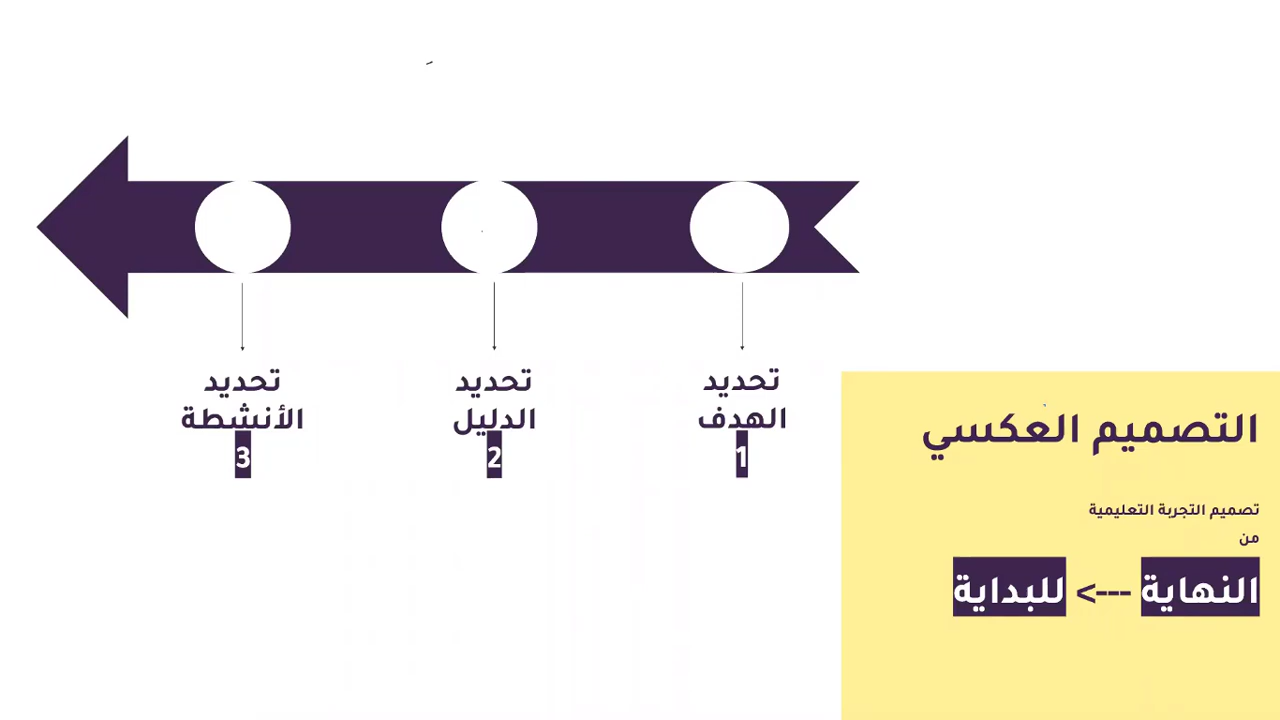 تحديد
الهدف
1
تحديد
الدليل
2
تحديد
الأنشطة
3
التصميم العكسي
تصميم التجربة التعليمية
من
النهاية ---> للبداية